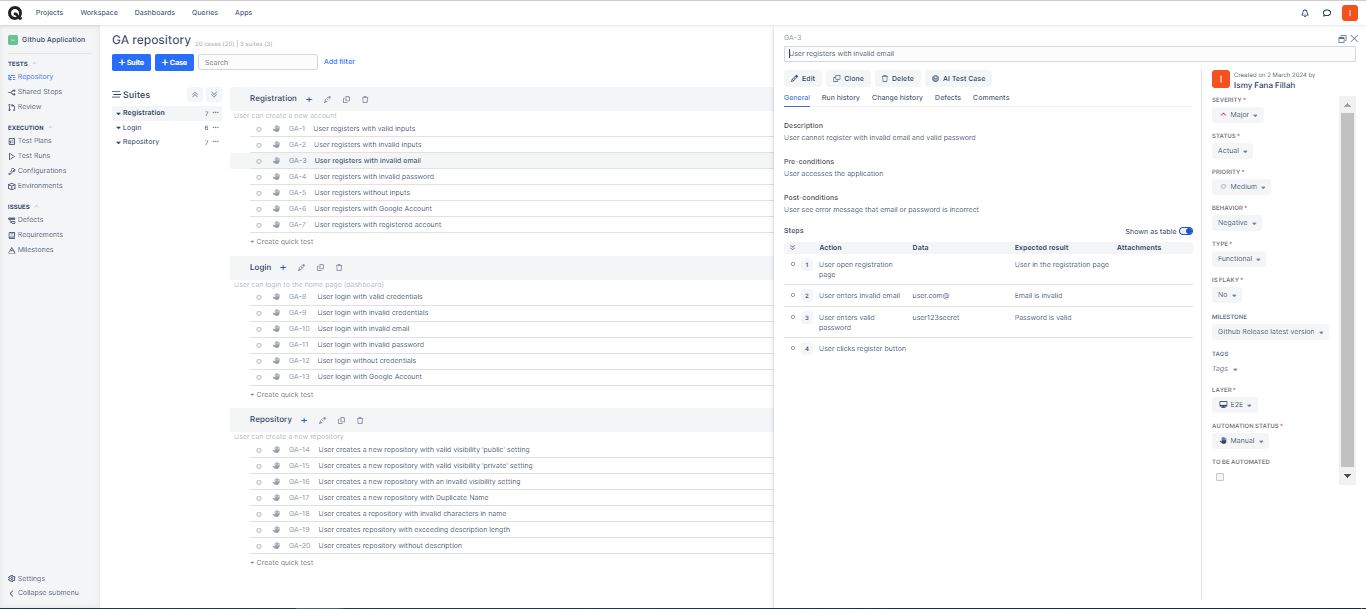 Projects Workspace Dashboards Queries Apps
I
Github Application
TESTS
Repository
Shared Steps
Review
EXECUTION
Test Plans
Test Runs
Configurations
Environments
ISSUES
Defects
Requirements
Milestones
Settings
Collapse submenu
GA repository 20 cases (20) | 3 suites (3)
+ Suite + Case Search Add filter
Suites
Registration 7
Login 6
Repository 7
Registration
User can create a new account
GA-1 User registers with valid inputs
GA-2 User registers with invalid inputs
GA-3 User registers with invalid email
GA-4 User registers with invalid password
GA-5 User registers without inputs
GA-6 User registers with Google Account
GA-7 User registers with registered account
+ Create quick test
Login
User can login to the home page (dashboard)
GA-8 User login with valid credentials
GA-9 User login with invalid credentials
GA-10 User login with invalid email
GA-11 User login with invalid password
GA-12 User login without credentials
GA-13 User login with Google Account
+ Create quick test
Repository
User can create a new repository
GA-14 User creates a new repository with valid visibility 'public' setting
GA-15 User creates a new repository with valid visibility 'private' setting
GA-16 User creates a new repository with an invalid visibility setting
GA-17 User creates a new repository with Duplicate Name
GA-18 User creates a repository with invalid characters in name
GA-19 User creates repository with exceeding description length
GA-20 User creates repository without description
+ Create quick test
GA-3
User registers with invalid email
Edit Clone Delete AI Test Case
General Run history Change history Defects Comments
Description
User cannot register with invalid email and valid password
Pre-conditions
User accesses the application
Post-conditions
User see error message that email or password is incorrect
Steps Shown as table
Action Data Expected result Attachments
1 User open registration User in the registration page
page
2 User enters invalid email user.com@ Email is invalid
3 User enters valid user123secret Password is valid
password
4 User clicks register button
I
Created on 2 March 2024 by
Ismy Fana Fillah
SEVERITY *
Major
STATUS *
Actual
PRIORITY *
Medium
BEHAVIOR *
Negative
TYPE *
Functional
IS FLAKY *
No
MILESTONE
Github Release latest version
TAGS
Tags
LAYER *
E2E
AUTOMATION STATUS *
Manual
TO BE AUTOMATED